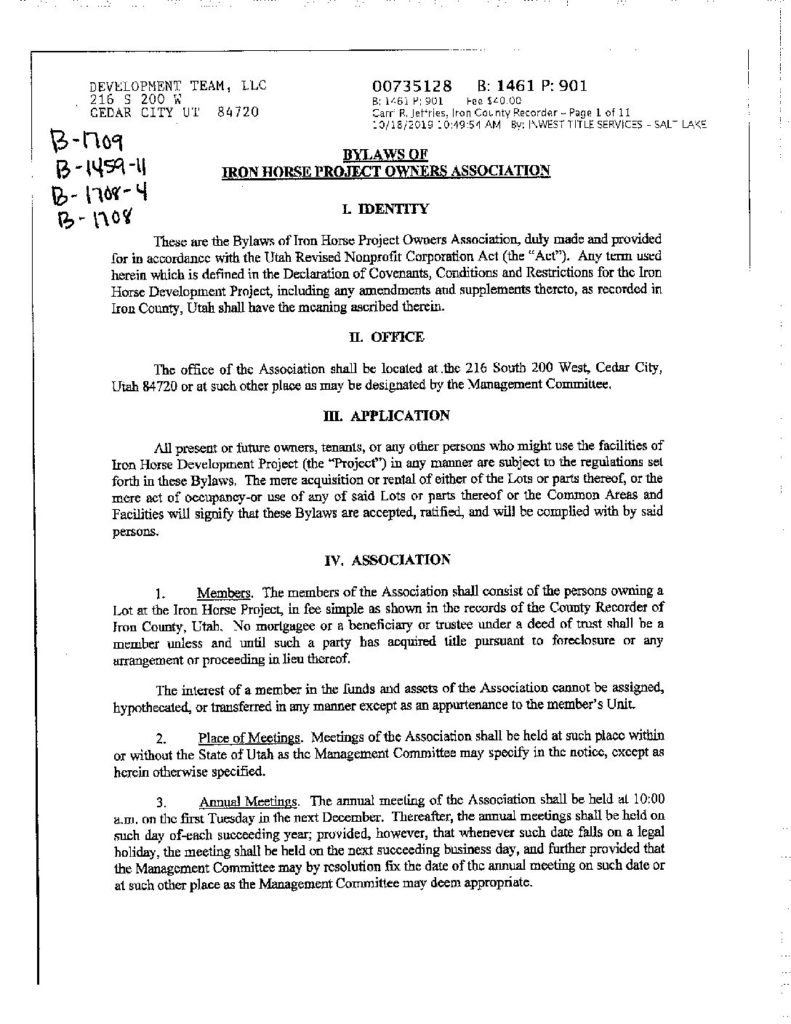 DEVELOPMENT TEAM, LLC
216 S 200 W
CEDAR CITY UT 84720
00735128 B: 1461 P: 901
B: 1461 P: 901 Fee $40.00
Carri R. Jeffries, Iron County Recorder – Page 1 of 11
10/18/2019 10:49:54 AM By: INWEST TITLE SERVICES - SALT LAKE
B-1709
B-1459-11
B-1708-4
B-1708
BYLAWS OF
IRON HORSE PROJECT OWNERS ASSOCIATION
I. IDENTITY
These are the Bylaws of Iron Horse Project Owners Association, duly made and provided
for in accordance with the Utah Revised Nonprofit Corporation Act (the “Act”). Any term used
herein which is defined in the Declaration of Covenants, Conditions and Restrictions for the Iron
Horse Development Project, including any amendments and supplements thereto, as recorded in
Iron County, Utah shall have the meaning ascribed therein.
II. OFFICE
The office of the Association shall be located at the 216 South 200 West, Cedar City,
Utah 84720 or at such other place as may be designated by the Management Committee.
III. APPLICATION
All present or future owners, tenants, or any other persons who might use the facilities of
Iron Horse Development Project (the “Project”) in any manner are subject to the regulations set
forth in these Bylaws. The mere acquisition or rental of either of the Lots or parts thereof, or the
mere act of occupancy-or use of any of said Lots or parts thereof or the Common Areas and
Facilities will signify that these Bylaws are accepted, ratified, and will be complied with by said
persons.
IV. ASSOCIATION
1. Members. The members of the Association shall consist of the persons owning a
Lot at the Iron Horse Project, in fee simple as shown in the records of the County Recorder of
Iron County, Utah. No mortgagee or a beneficiary or trustee under a deed of trust shall be a
member unless and until such a party has acquired title pursuant to foreclosure or any
arrangement or proceeding in lieu thereof.
The interest of a member in the funds and assets of the Association cannot be assigned,
hypothecated, or transferred in any manner except as an appurtenance to the member’s Unit.
2. Place of Meetings. Meetings of the Association shall be held at such place within
or without the State of Utah as the Management Committee may specify in the notice, except as
herein otherwise specified.
3. Annual Meetings. The annual meeting of the Association shall be held at 10:00
a.m. on the first Tuesday in the next December. Thereafter, the annual meetings shall be held on
such day of-each succeeding year; provided, however, that whenever such date falls on a legal
holiday, the meeting shall be held on the next succeeding business day, and further provided that
the Management Committee may by resolution fix the date of the annual meeting on such date or
at such other place as the Management Committee may deem appropriate.